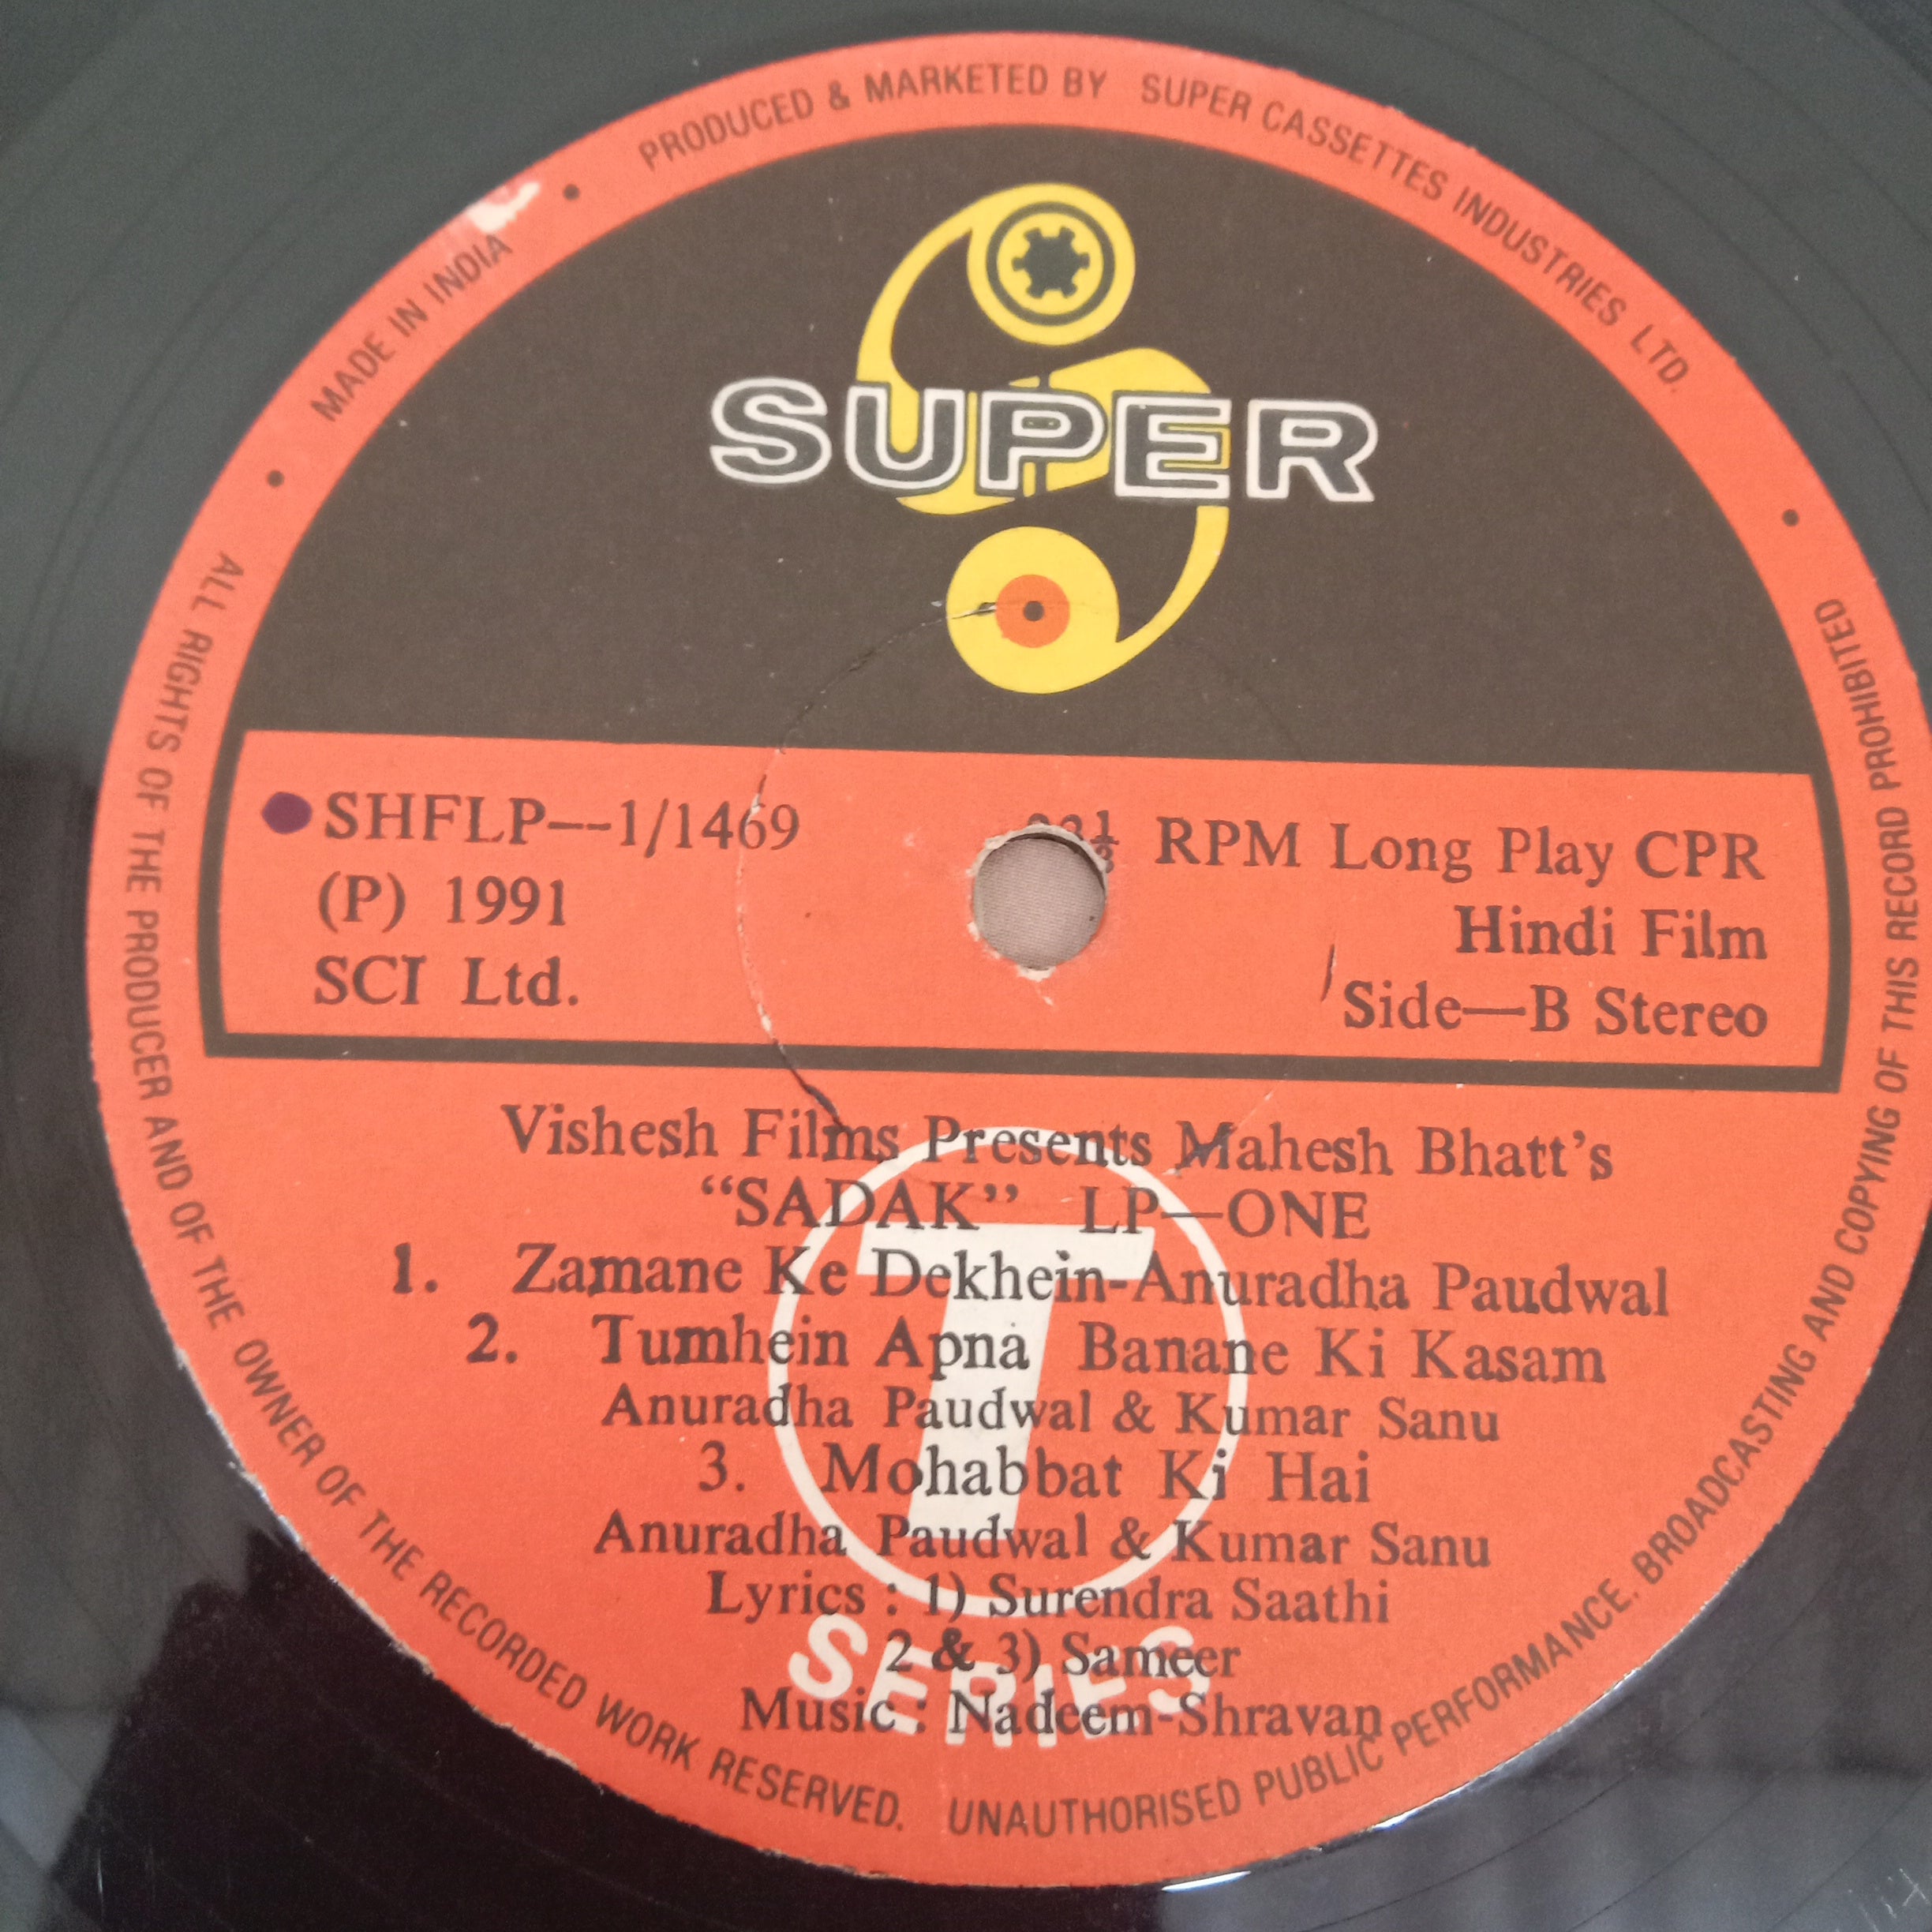 PRODUCED & MARKETED BY SUPER CASSETTES INDUSTRIES LTD.
MADE IN INDIA
SUPER
SHFLP--1/1469
(P) 1991
SCI Ltd.
RPM Long Play CPR
Hindi Film
Side—B Stereo
Vishesh Films Presents Mahesh Bhatt's
"SADAK" LP—ONE
1. Zamane Ke Dekhein-Anuradha Paudwal
2. Tumhein Apna Banane Ki Kasam
Anuradha Paudwal & Kumar Sanu
3. Mohabbat Ki Hai
Anuradha Paudwal & Kumar Sanu
Lyrics : 1) Surendra Saathi
2 & 3) Sameer
Music : Nadeem-Shravan
T
SERIES
ALL RIGHTS OF THE PRODUCER AND OF THE OWNER OF THE RECORDED WORK RESERVED. UNAUTHORISED PUBLIC PERFORMANCE. BROADCASTING AND COPYING OF THIS RECORD PROHIBITED